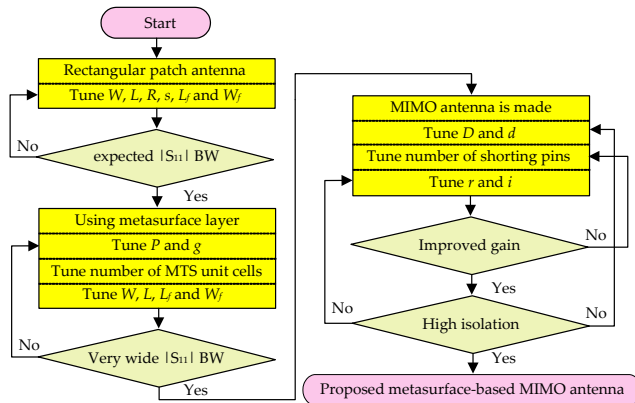 Start
Rectangular patch antenna
Tune W, L, R, s, Lf and Wf
No
expected |S11| BW
Yes
Using metasurface layer
Tune P and g
Tune number of MTS unit cells
Tune W, L, Lf and Wf
No
Very wide |S11| BW
Yes
MIMO antenna is made
Tune D and d
Tune number of shorting pins
Tune r and i
Improved gain
No
Yes
No
High isolation
No
Yes
Proposed metasurface-based MIMO antenna